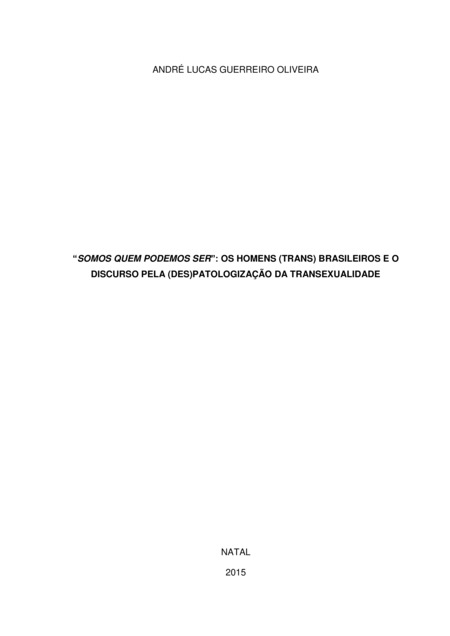 ANDRÉ LUCAS GUERREIRO OLIVEIRA
“SOMOS QUEM PODEMOS SER”: OS HOMENS (TRANS) BRASILEIROS E O
DISCURSO PELA (DES)PATOLOGIZAÇÃO DA TRANSEXUALIDADE
NATAL
2015